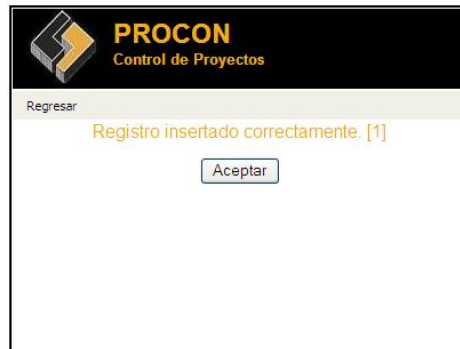 PROCON
Control de Proyectos
Regresar
Registro insertado correctamente. [1]
Aceptar